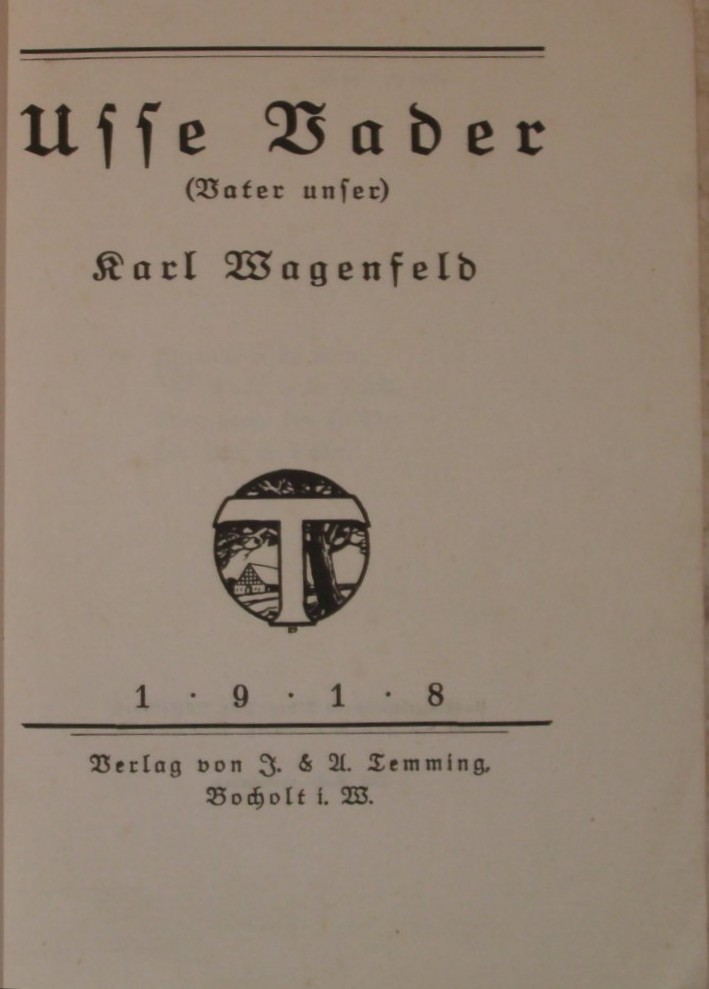 Uſſe Vader
(Vater unſer)
Karl Wagenfeld
T
1 · 9 · 1 · 8
Verlag von J. & A. Temming,
Bocholt i. W.